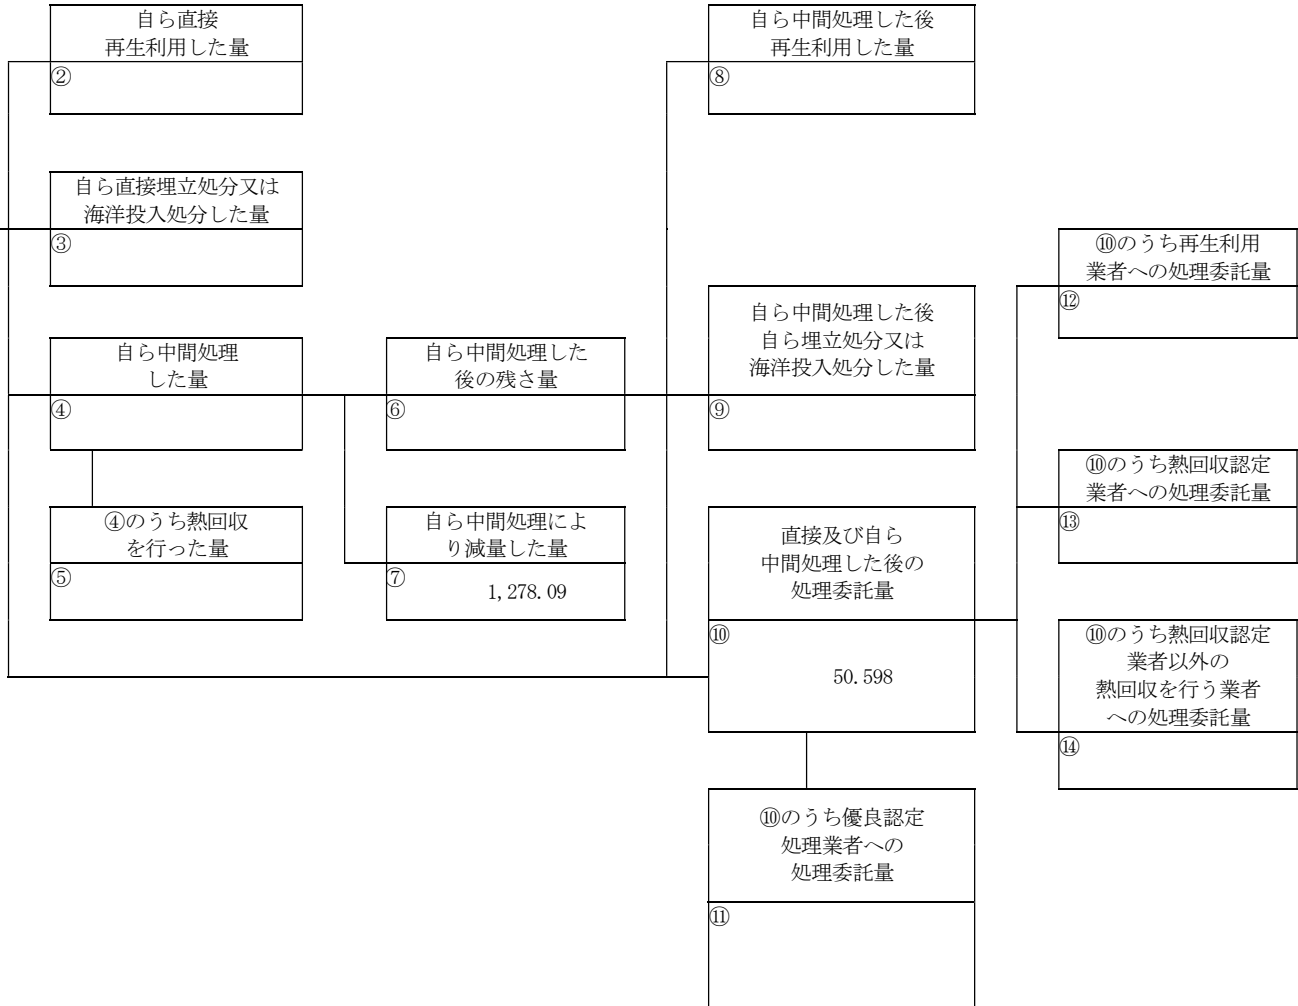 自ら直接
再生利用した量
②
自ら中間処理した後
再生利用した量
⑧
自ら直接埋立処分又は
海洋投入処分した量
③
⑩のうち再生利用
業者への処理委託量
⑫
自ら中間処理した後
自ら埋立処分又は
海洋投入処分した量
⑨
自ら中間処理
した量
④
自ら中間処理した
後の残さ量
⑥
⑩のうち熱回収認定
業者への処理委託量
⑬
④のうち熱回収
を行った量
⑤
自ら中間処理によ
り減量した量
⑦
1,278.09
直接及び自ら
中間処理した後の
処理委託量
⑩
50.598
⑩のうち熱回収認定
業者以外の
熱回収を行う業者
への処理委託量
⑭
⑩のうち優良認定
処理業者への
処理委託量
⑪